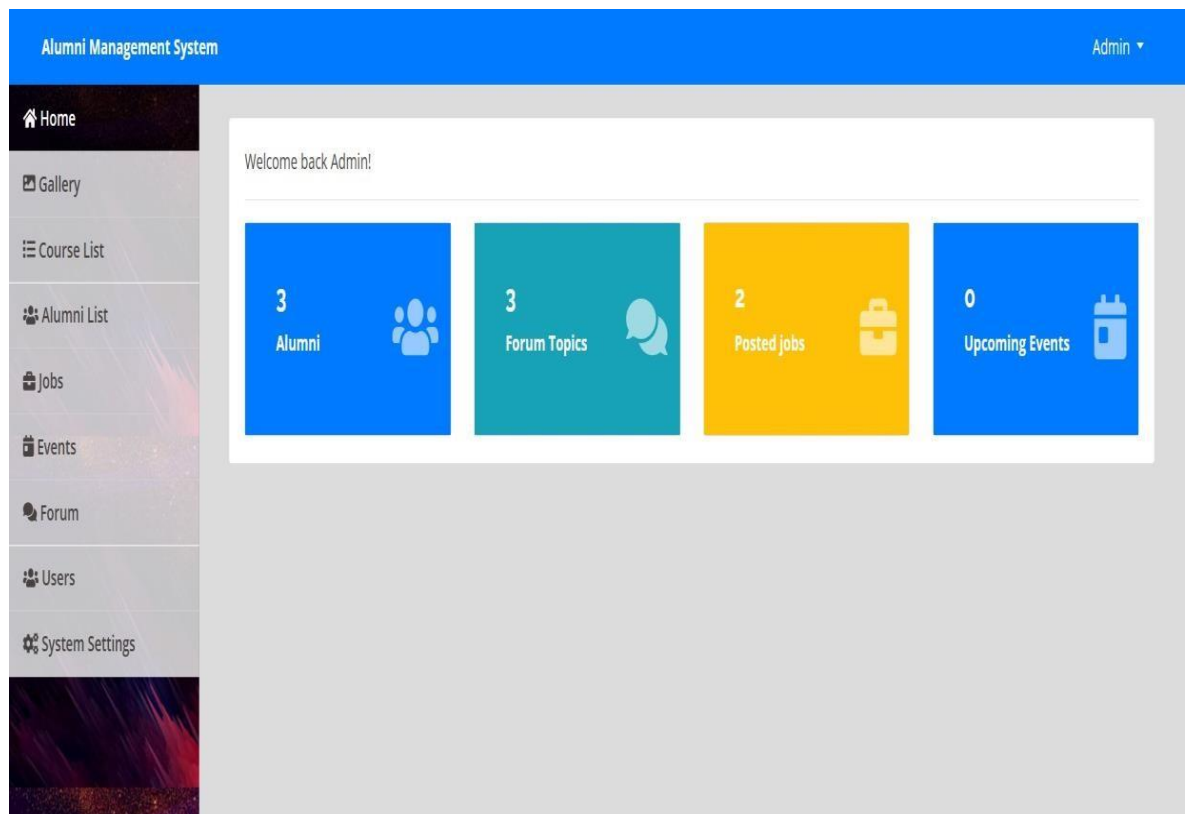 Alumni Management System
Admin
Home
Gallery
Course List
Alumni List
Jobs
Events
Forum
Users
System Settings
Welcome back Admin!
3
Alumni
3
Forum Topics
2
Posted jobs
0
Upcoming Events